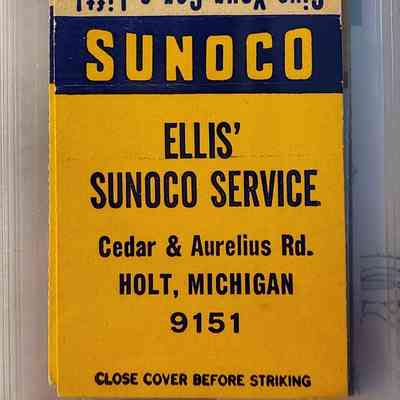 SUNOCO
ELLIS'
SUNOCO SERVICE
Cedar & Aurelius Rd.
HOLT, MICHIGAN
9151
CLOSE COVER BEFORE STRIKING